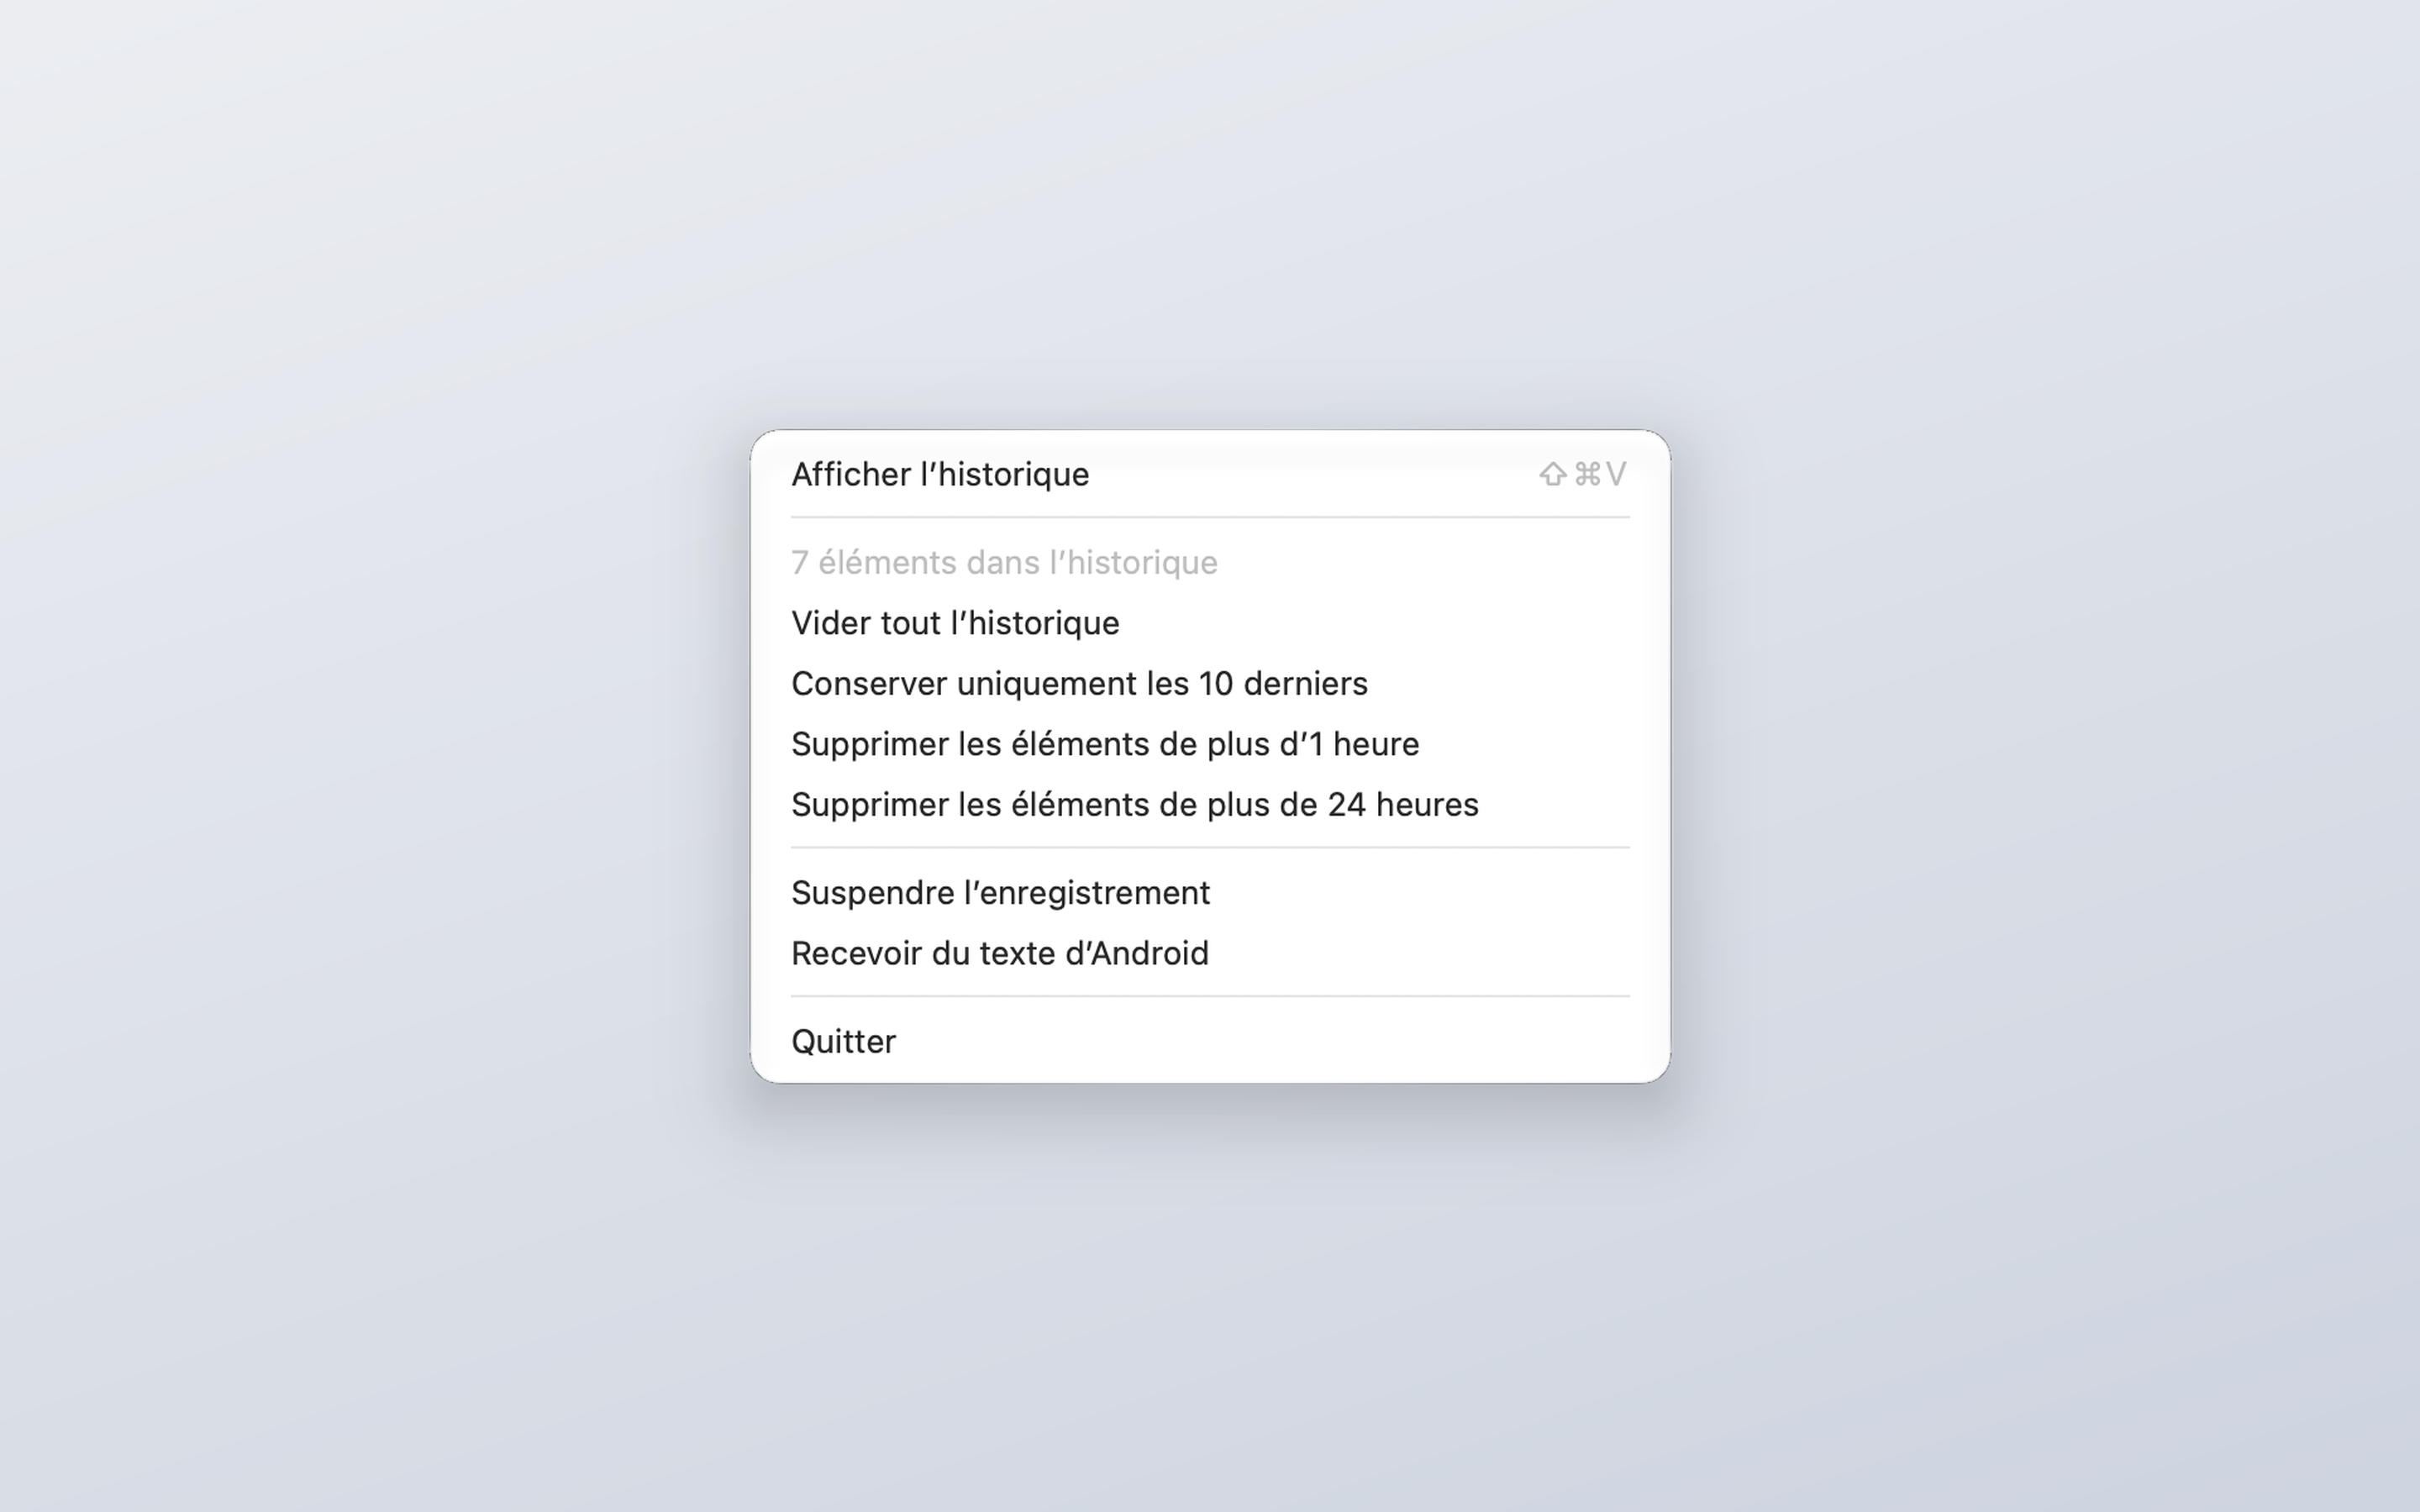 Afficher l’historique ⇧⌘V
7 éléments dans l’historique
Vider tout l’historique
Conserver uniquement les 10 derniers
Supprimer les éléments de plus d’1 heure
Supprimer les éléments de plus de 24 heures
Suspendre l’enregistrement
Recevoir du texte d’Android
Quitter